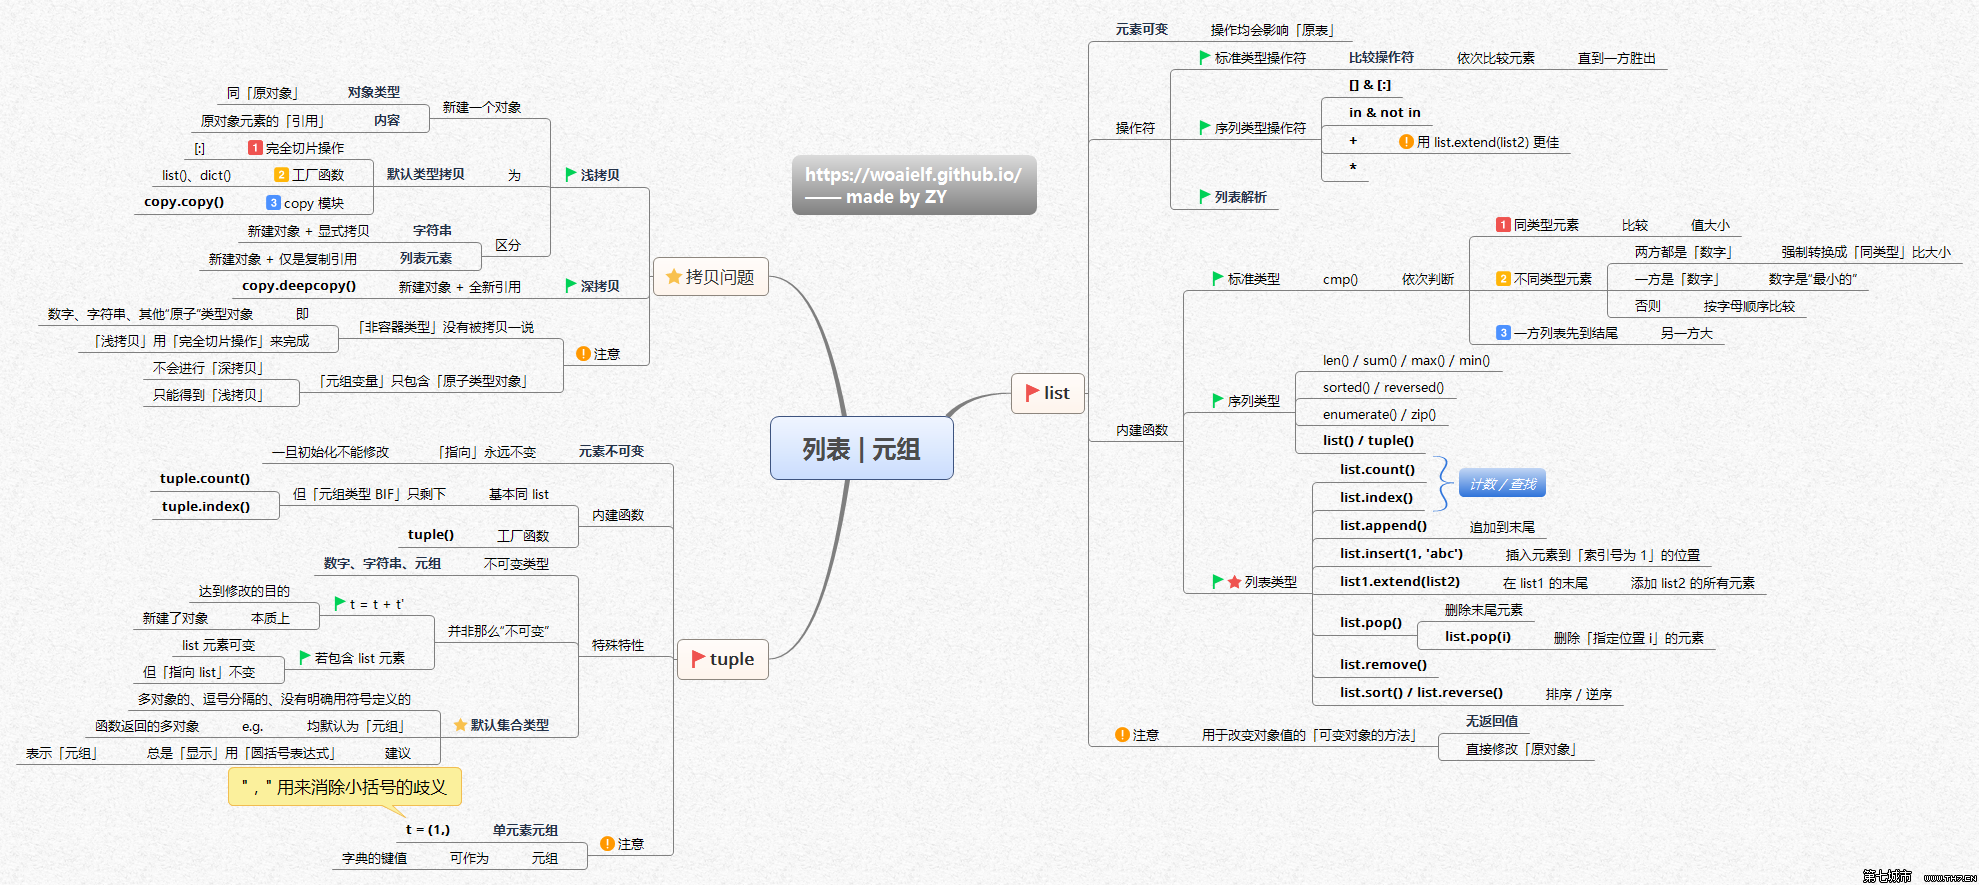 列表 | 元组
https://woaielf.github.io/
—— made by ZY
list
元素可变 操作均会影响「原表」
操作符
标准类型操作符 比较操作符 依次比较元素 直到一方胜出
序列类型操作符
[] & [:]
in & not in
+ 用 list.extend(list2) 更佳
*
列表解析
内建函数
标准类型 cmp() 依次判断
1 同类型元素 比较 值大小
2 不同类型元素
两方都是「数字」 强制转换成「同类型」比大小
一方是「数字」 数字是“最小的”
否则 按字母顺序比较
3 一方列表先到结尾 另一方大
序列类型
len() / sum() / max() / min()
sorted() / reversed()
enumerate() / zip()
list() / tuple()
列表类型
list.count()
list.index()
计数 / 查找
list.append() 追加到末尾
list.insert(1, 'abc') 插入元素到「索引号为 1」的位置
list1.extend(list2) 在 list1 的末尾 添加 list2 的所有元素
list.pop()
删除末尾元素
list.pop(i) 删除「指定位置 i」的元素
list.remove()
list.sort() / list.reverse() 排序 / 逆序
注意 用于改变对象值的「可变对象的方法」
无返回值
直接修改「原对象」
拷贝问题
浅拷贝
新建一个对象
同「原对象」 对象类型
原对象元素的「引用」 内容
默认类型拷贝 为
[:] 1 完全切片操作
list()、dict() 2 工厂函数
copy.copy() 3 copy 模块
区分
新建对象 + 显式拷贝 字符串
新建对象 + 仅是复制引用 列表元素
copy.deepcopy() 新建对象 + 全新引用 深拷贝
注意
「非容器类型」没有被拷贝一说
数字、字符串、其他“原子”类型对象 即
「浅拷贝」用「完全切片操作」来完成
「元组变量」只包含「原子类型对象」
不会进行「深拷贝」
只能得到「浅拷贝」
tuple
一旦初始化不能修改 「指向」永远不变 元素不可变
内建函数
但「元组类型 BIF」只剩下 基本同 list
tuple.count()
tuple.index()
tuple() 工厂函数
特殊特性
数字、字符串、元组 不可变类型
并非那么“不可变”
t = t + t'
达到修改的目的
新建了对象 本质上
若包含 list 元素
list 元素可变
但「指向 list」不变
默认集合类型
多对象的、逗号分隔的、没有明确用符号定义的
函数返回的多对象 e.g. 均默认为「元组」
表示「元组」 总是「显示」用「圆括号表达式」 建议
注意
" , " 用来消除小括号的歧义
t = (1,) 单元素元组
字典的键值 可作为 元组
第七城市 WWW.TH7.CN